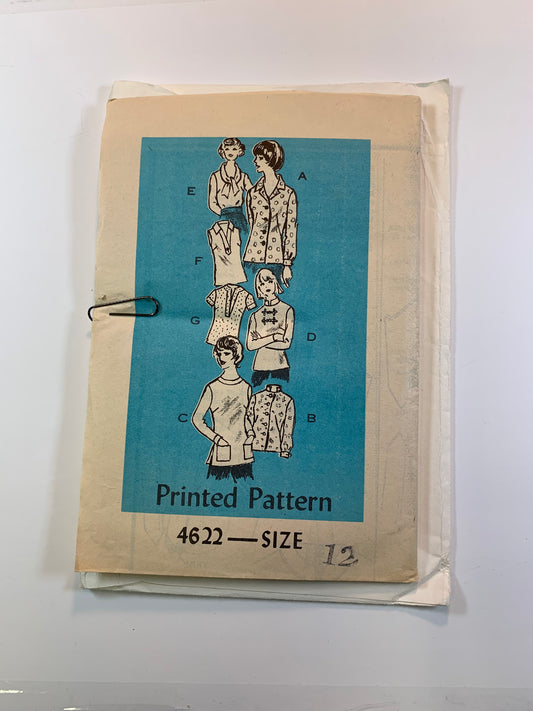 E
A
F
G
D
C
B
Printed Pattern
4622—SIZE 12